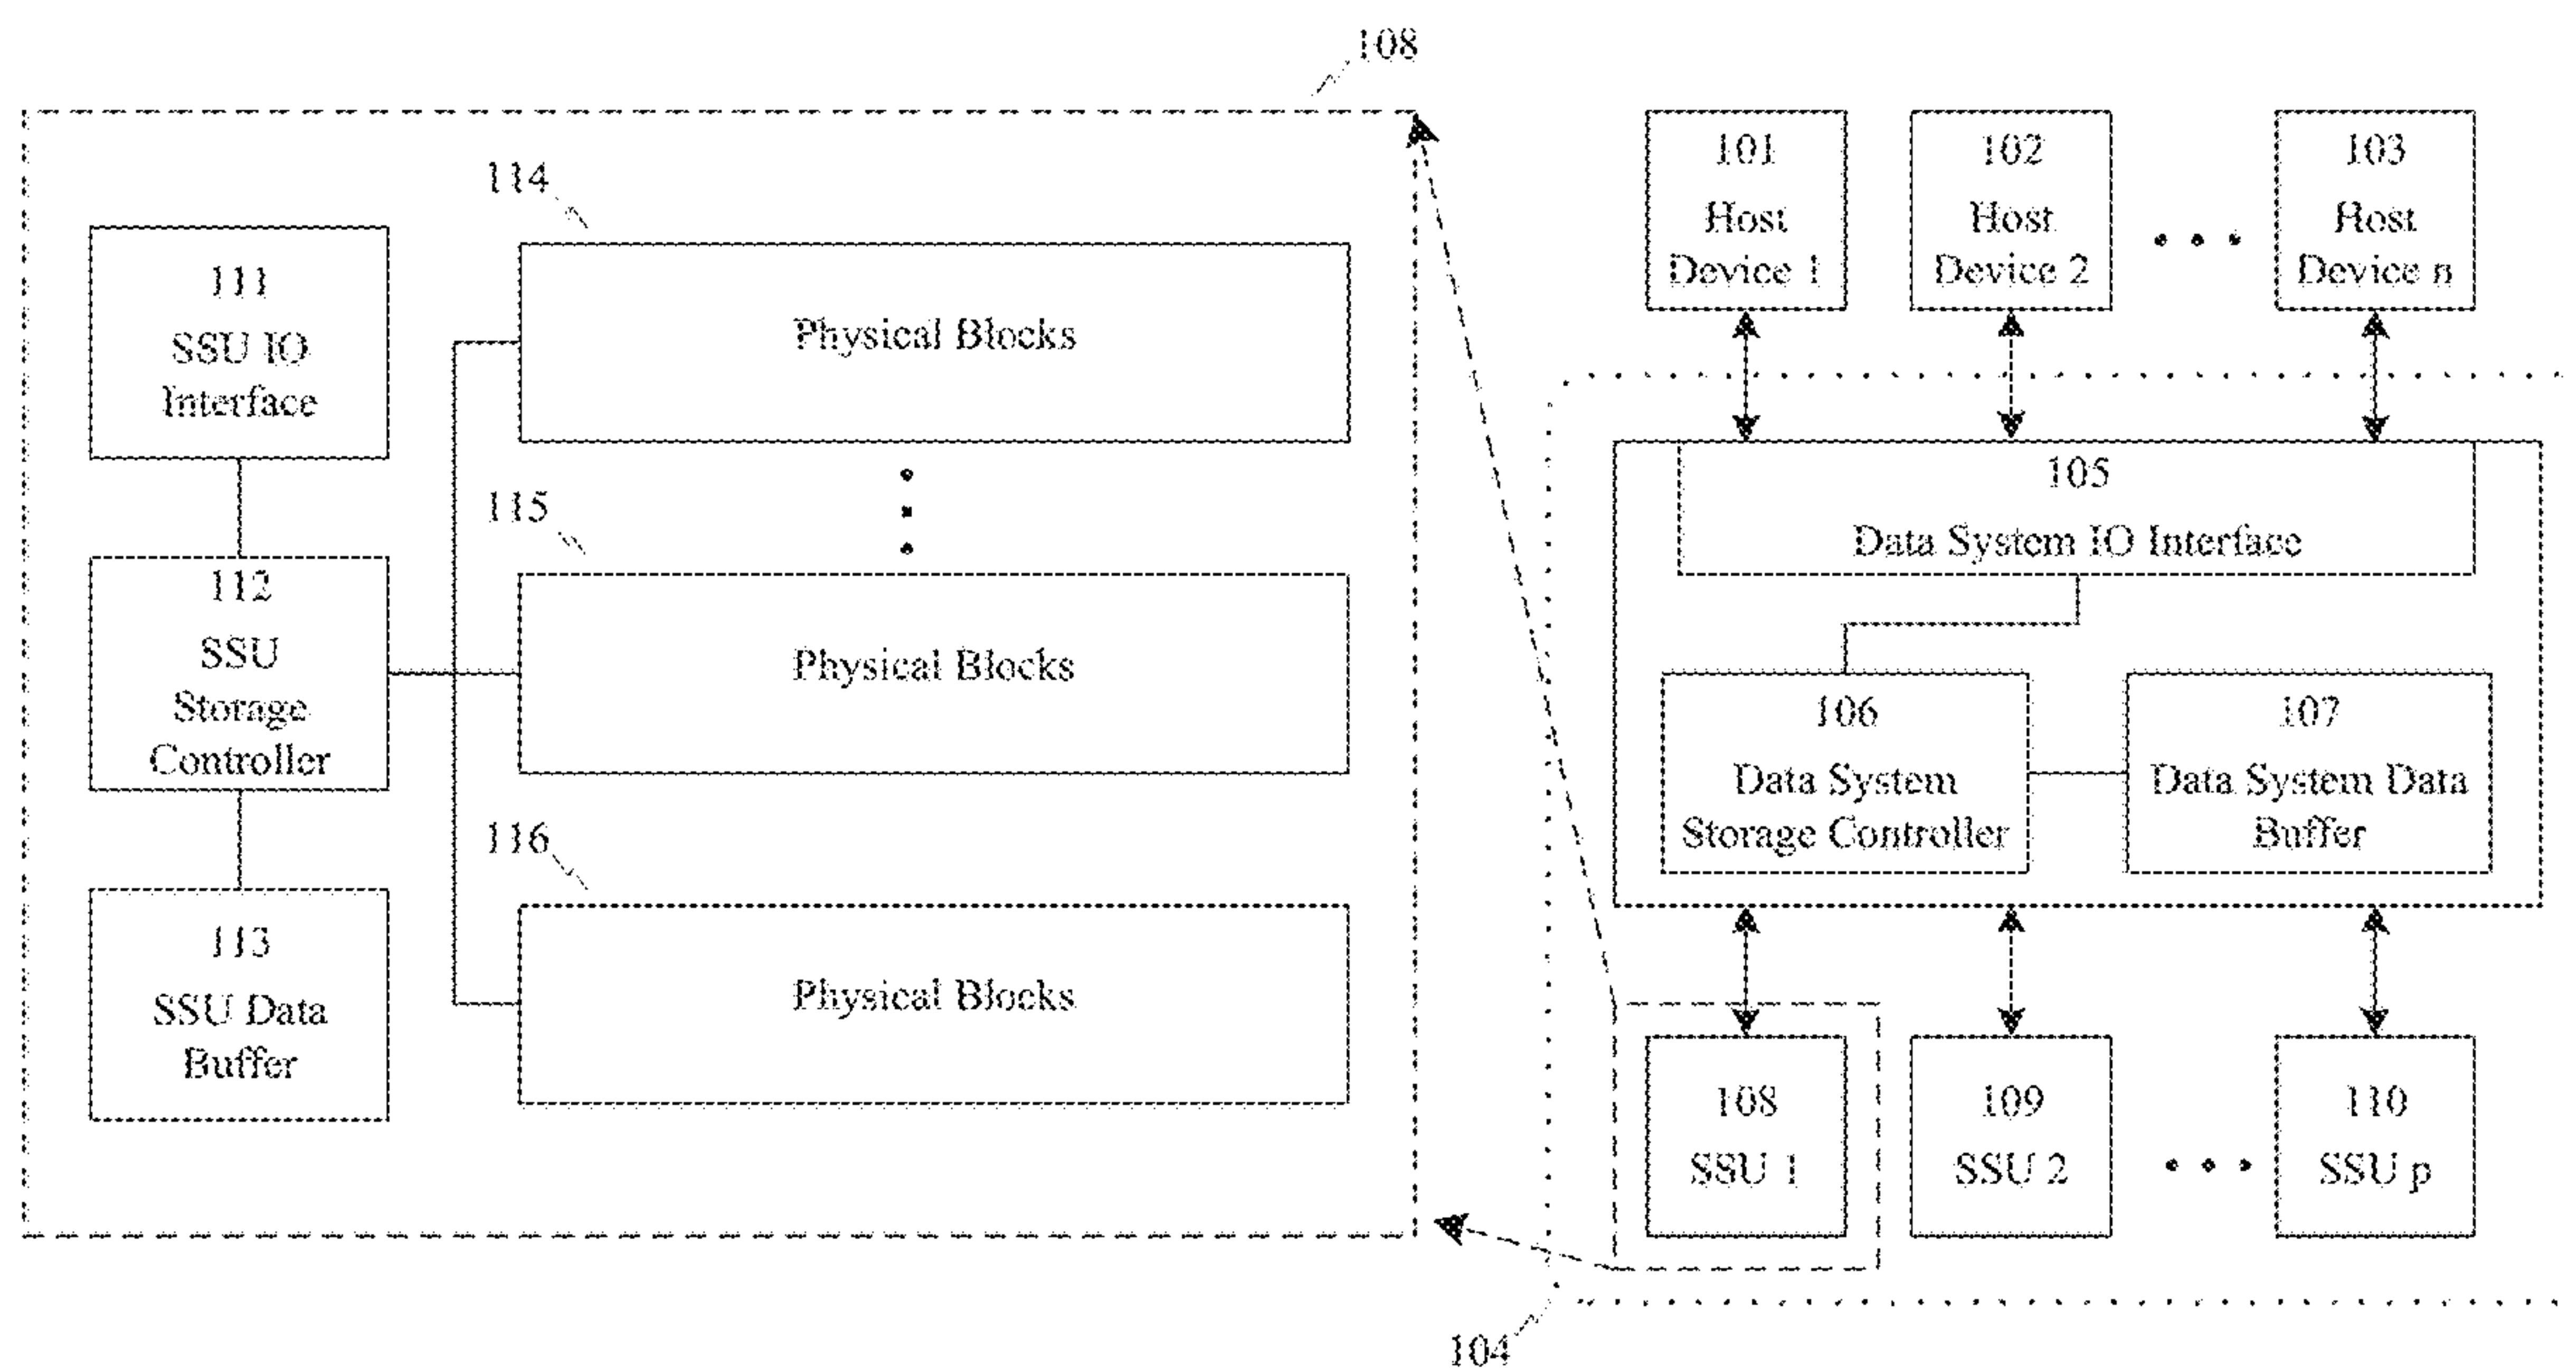 108
114
111
SSU IO
Interface
Physical Blocks
115
112
SSU
Storage
Controller
Physical Blocks
116
113
SSU Data
Buffer
Physical Blocks
101
Host
Device 1
102
Host
Device 2
• • •
103
Host
Device n
105
Data System IO Interface
106
Data System
Storage Controller
107
Data System Data
Buffer
108
SSU 1
109
SSU 2
• • •
110
SSU p
104